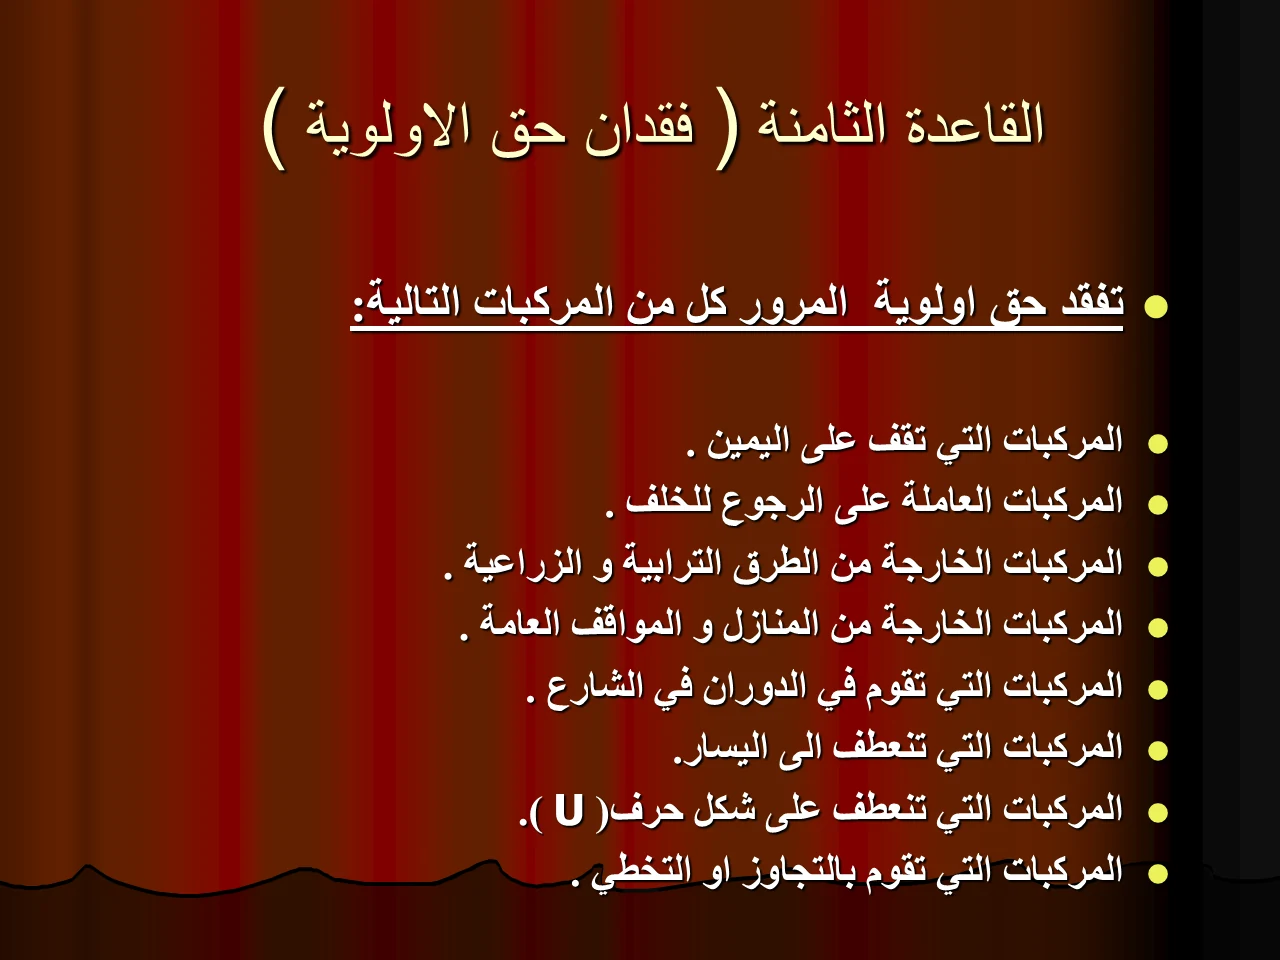 القاعدة الثامنة ( فقدان حق الاولوية )
تفقد حق اولوية المرور كل من المركبات التالية:
المركبات التي تقف على اليمين .
المركبات العاملة على الرجوع للخلف .
المركبات الخارجة من الطرق الترابية و الزراعية .
المركبات الخارجة من المنازل و المواقف العامة .
المركبات التي تقوم في الدوران في الشارع .
المركبات التي تنعطف الى اليسار.
المركبات التي تنعطف على شكل حرف( U ).
المركبات التي تقوم بالتجاوز او التخطي .